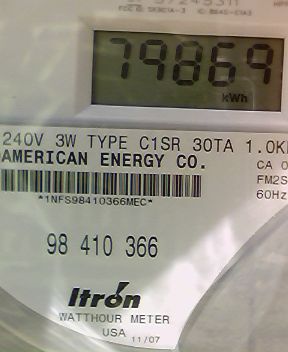 79869
kWh
240V 3W TYPE C1SR 30TA 1.0K
AMERICAN ENERGY CO.
CA 0
FM2S
60Hz
*1NFS98410366MEC*
98 410 366
Itron
WATTHOUR METER
USA 11/07